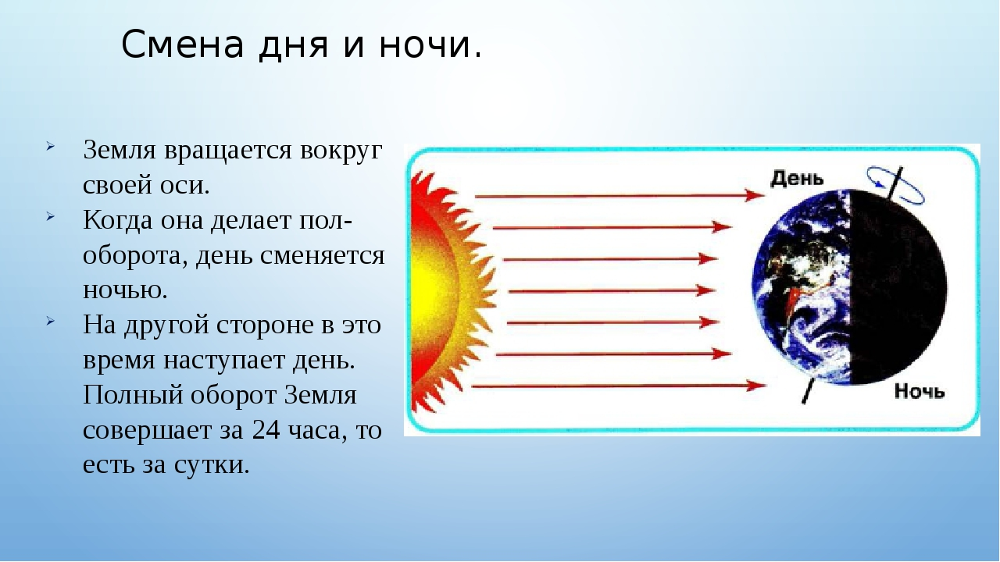 Смена дня и ночи.
Земля вращается вокруг
своей оси.
Когда она делает пол-
оборота, день сменяется
ночью.
На другой стороне в это
время наступает день.
Полный оборот Земля
совершает за 24 часа, то
есть за сутки.
День
Ночь